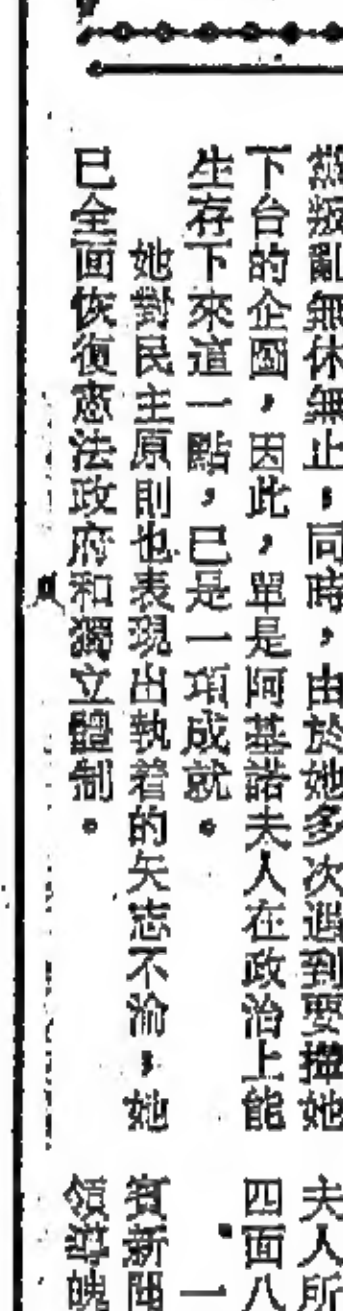 叛亂無休無止，同時，由於她多次遇到要攆她
下台的企圖，因此，單是阿基諾夫人在政治上能
生存下來這一點，已是一項成就。
她對民主原則也表現出執着的矢志不渝，她
已全面恢復憲法政府和獨立體制。
夫人所
四面八
一
賓新聞
領導魄